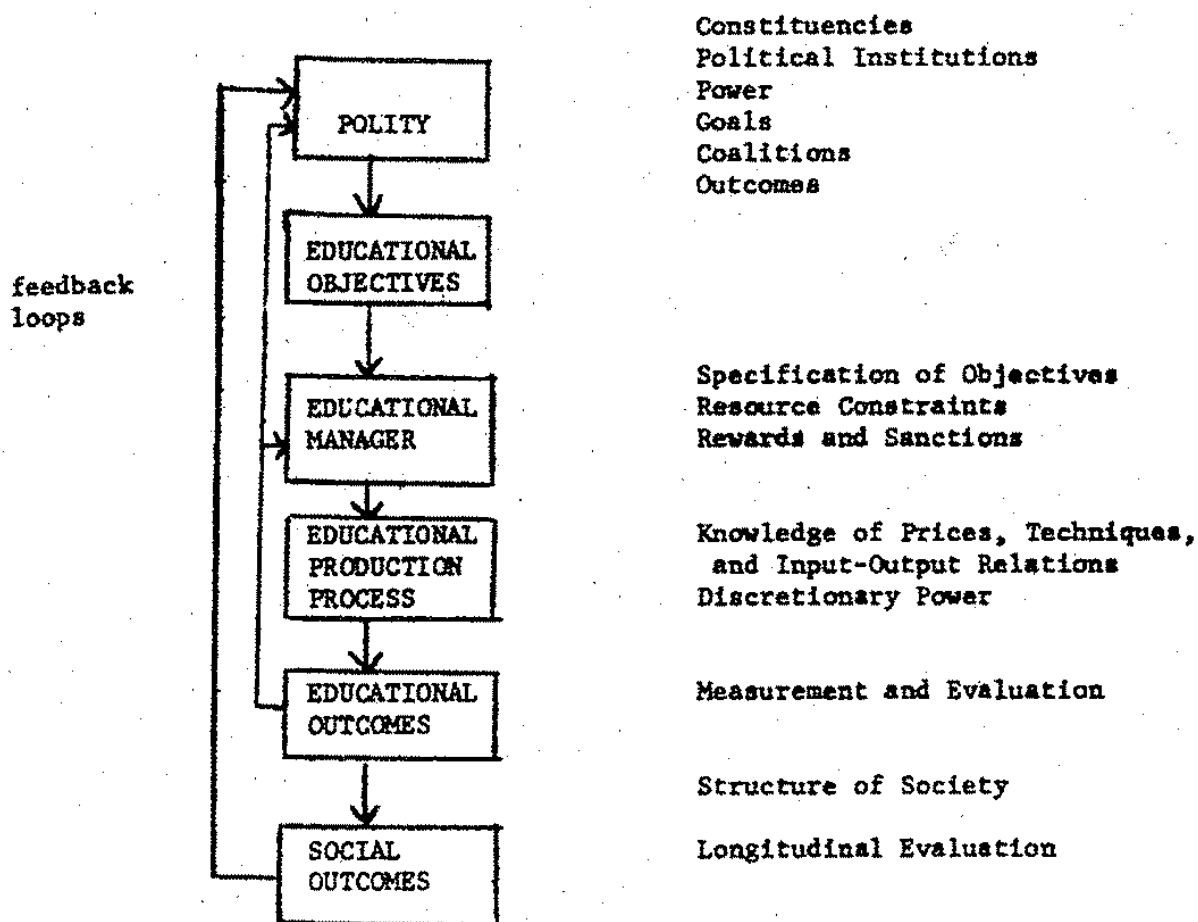 Constituencies
Political Institutions
Power
Goals
Coalitions
Outcomes
POLITY
EDUCATIONAL
OBJECTIVES
feedback
loops
EDUCATIONAL
MANAGER
Specification of Objectives
Resource Constraints
Rewards and Sanctions
EDUCATIONAL
PRODUCTION
PROCESS
Knowledge of Prices, Techniques,
and Input-Output Relations
Discretionary Power
EDUCATIONAL
OUTCOMES
Measurement and Evaluation
Structure of Society
SOCIAL
OUTCOMES
Longitudinal Evaluation